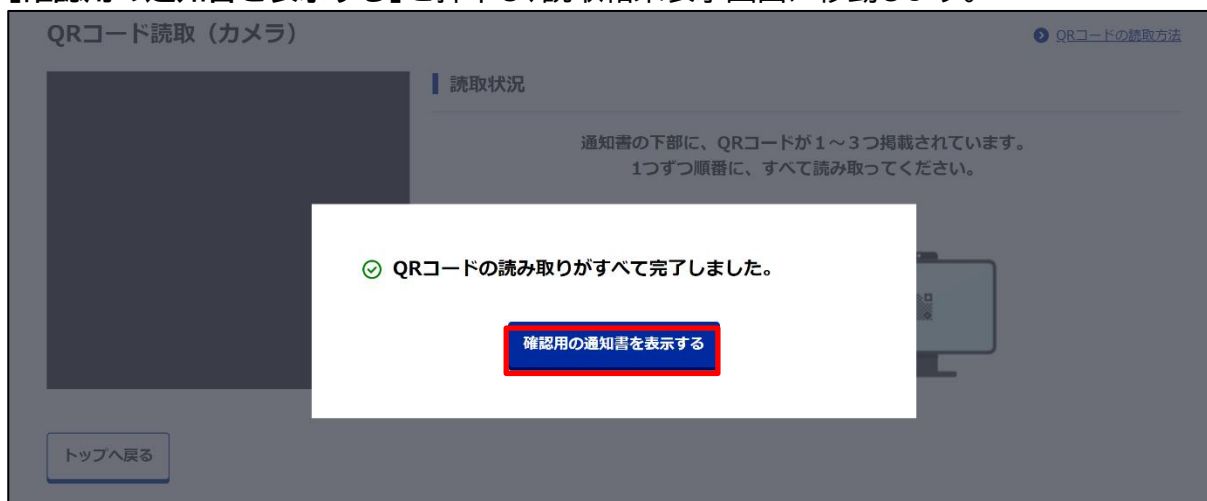 QRコード読取（カメラ）
QRコードの読取方法
読取状況
通知書の下部に、QRコードが１～３つ掲載されています。
1つずつ順番に、すべて読み取ってください。
QRコードの読み取りがすべて完了しました。
確認用の通知書を表示する
トップへ戻る